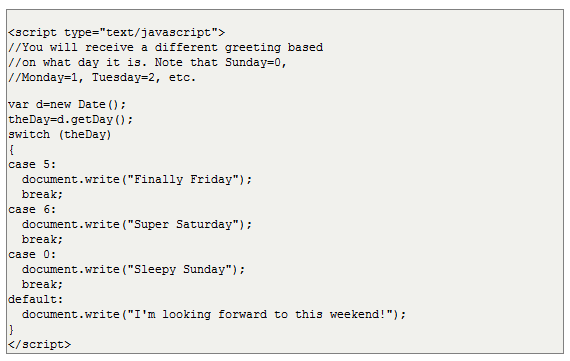 <script type="text/javascript">
//You will receive a different greeting based
//on what day it is. Note that Sunday=0,
//Monday=1, Tuesday=2, etc.
var d=new Date();
theDay=d.getDay();
switch (theDay)
{
case 5:
  document.write("Finally Friday");
  break;
case 6:
  document.write("Super Saturday");
  break;
case 0:
  document.write("Sleepy Sunday");
  break;
default:
  document.write("I'm looking forward to this weekend!");
}
</script>